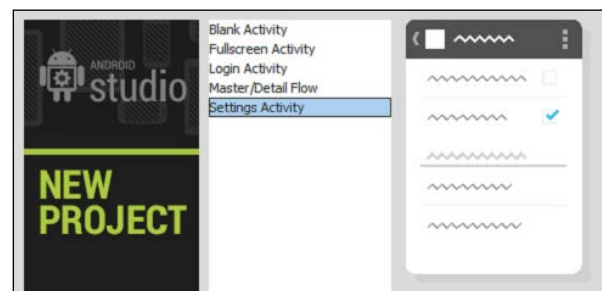 ANDROID
studio
NEW
PROJECT
Blank Activity
Fullscreen Activity
Login Activity
Master/Detail Flow
Settings Activity